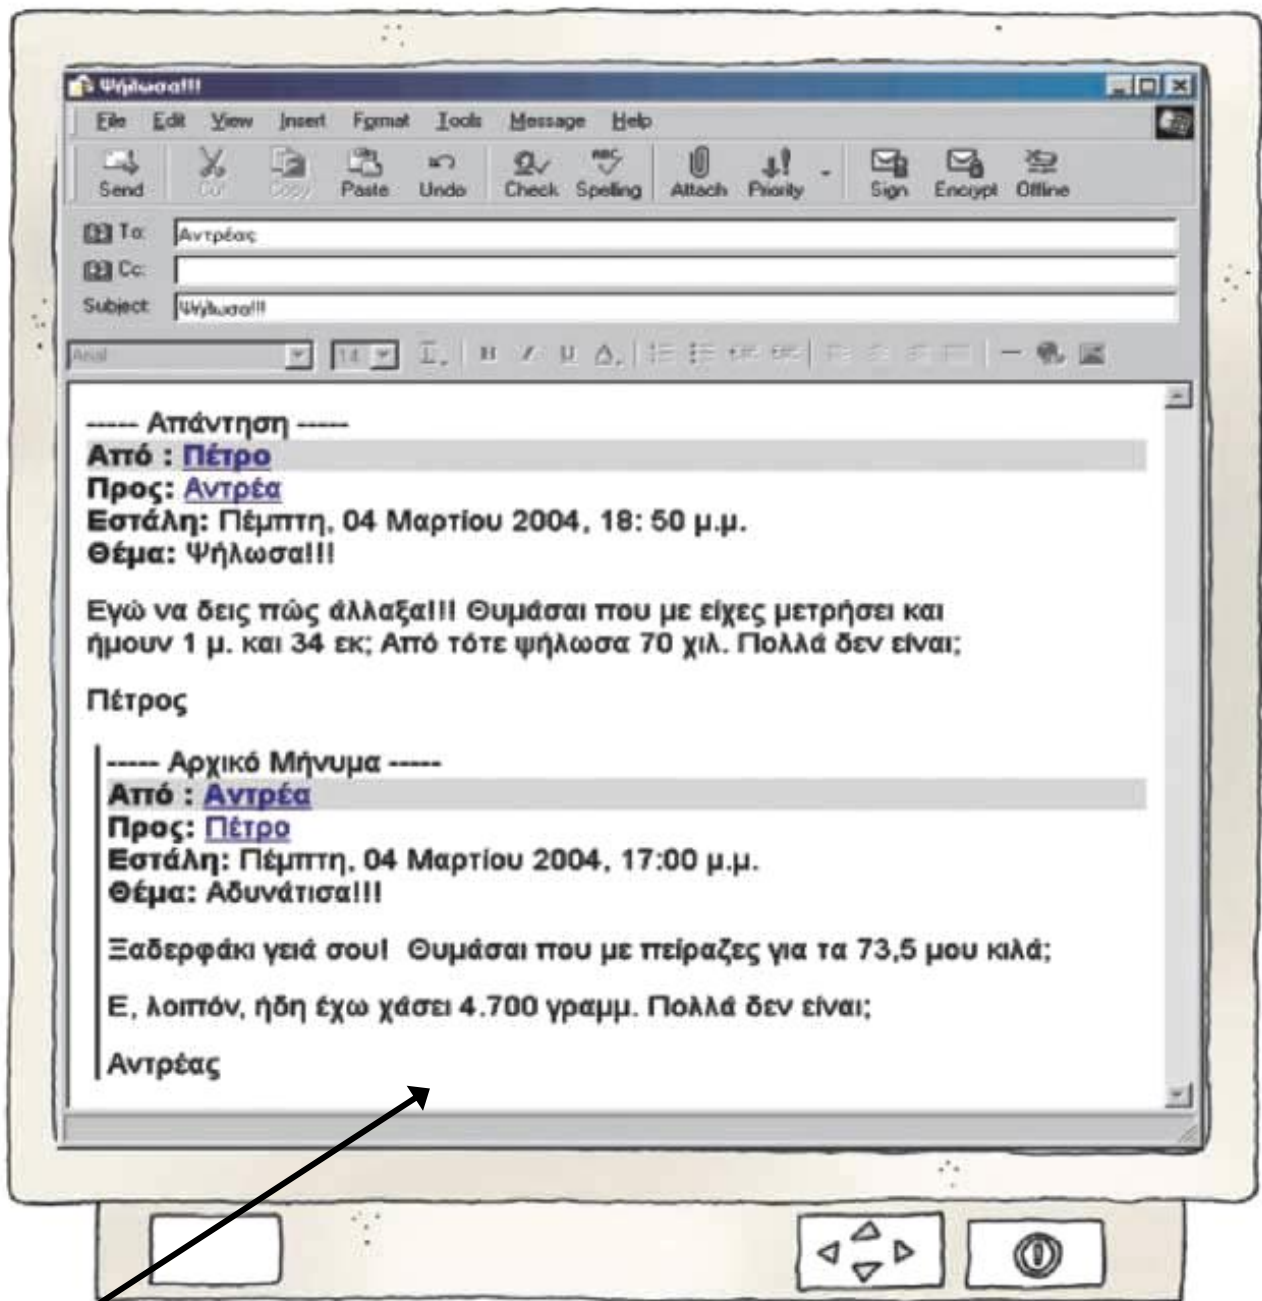 Ψήλωσα!!!
File Edit View Insert Format Tools Message Help
Send Cut Copy Paste Undo Check Spelling Attach Priority Sign Encrypt Offline
To: Αντρέας
Cc:
Subject: Ψήλωσα!!!
Arial 14 B I U A
----- Απάντηση -----
Από : Πέτρο
Προς: Αντρέα
Εστάλη: Πέμπτη, 04 Μαρτίου 2004, 18: 50 μ.μ.
Θέμα: Ψήλωσα!!!
Εγώ να δεις πώς άλλαξα!!! Θυμάσαι που με είχες μετρήσει και
ήμουν 1 μ. και 34 εκ; Από τότε ψήλωσα 70 χιλ. Πολλά δεν είναι;
Πέτρος
----- Αρχικό Μήνυμα -----
Από : Αντρέα
Προς: Πέτρο
Εστάλη: Πέμπτη, 04 Μαρτίου 2004, 17:00 μ.μ.
Θέμα: Αδυνάτισα!!!
Ξαδερφάκι γειά σου! Θυμάσαι που με πείραζες για τα 73,5 μου κιλά;
Ε, λοιπόν, ήδη έχω χάσει 4.700 γραμμ. Πολλά δεν είναι;
Αντρέας